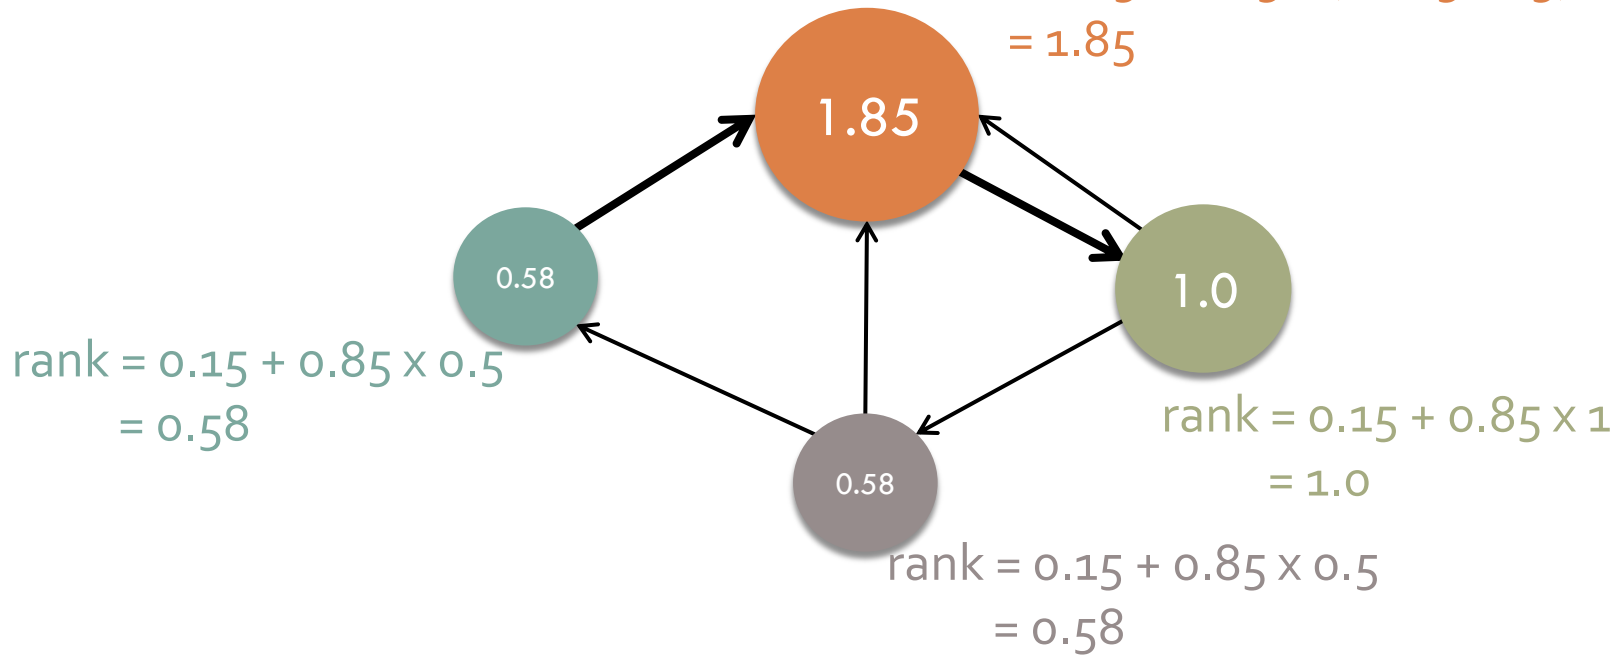 = 1.85
1.85
0.58
1.0
rank = 0.15 + 0.85 x 0.5
= 0.58
rank = 0.15 + 0.85 x 1
= 1.0
0.58
rank = 0.15 + 0.85 x 0.5
= 0.58